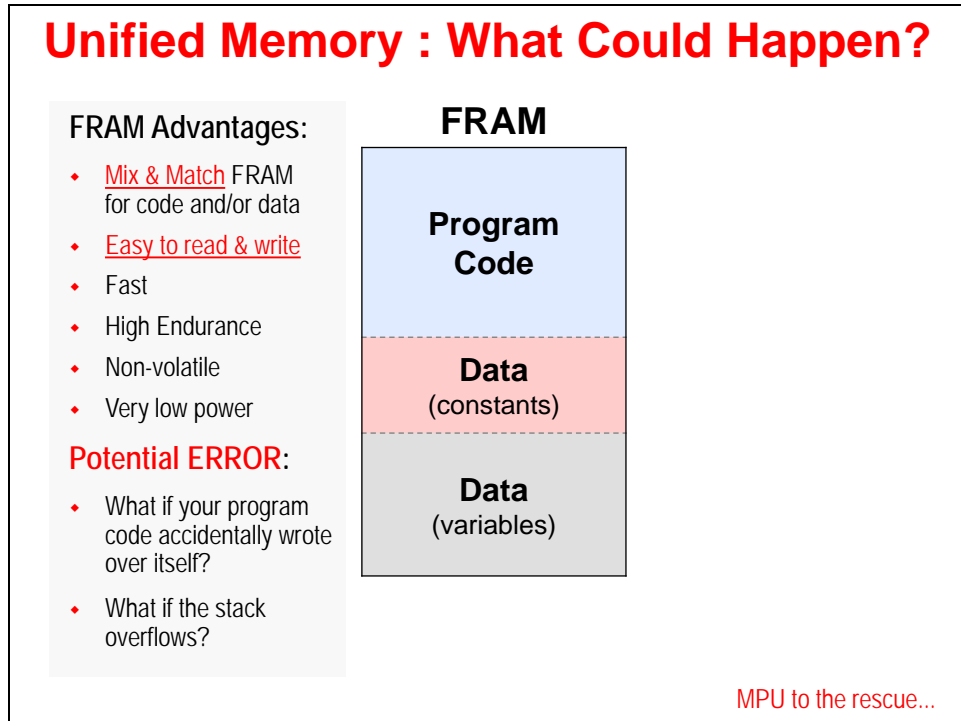 Unified Memory : What Could Happen?
FRAM Advantages:
Mix & Match FRAM
for code and/or data
Easy to read & write
Fast
High Endurance
Non-volatile
Very low power
Potential ERROR:
What if your program
code accidentally wrote
over itself?
What if the stack
overflows?
FRAM
Program
Code
Data
(constants)
Data
(variables)
MPU to the rescue...